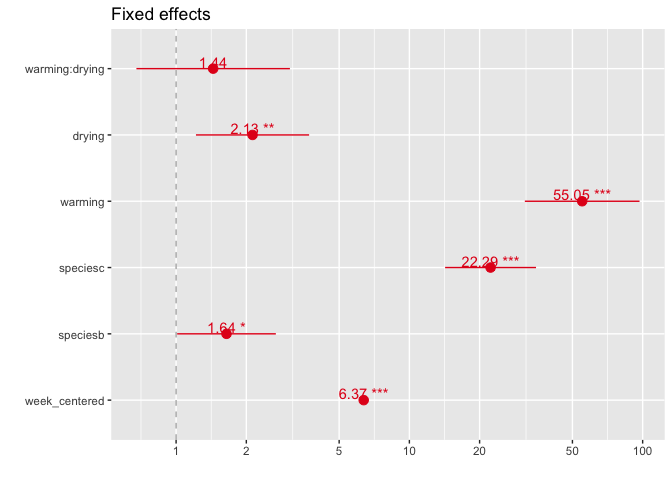 Fixed effects
warming:drying
1.44
drying
2.13 **
warming
55.05 ***
speciesc
22.29 ***
speciesb
1.64 *
week_centered
6.37 ***
1 2 5 10 20 50 100